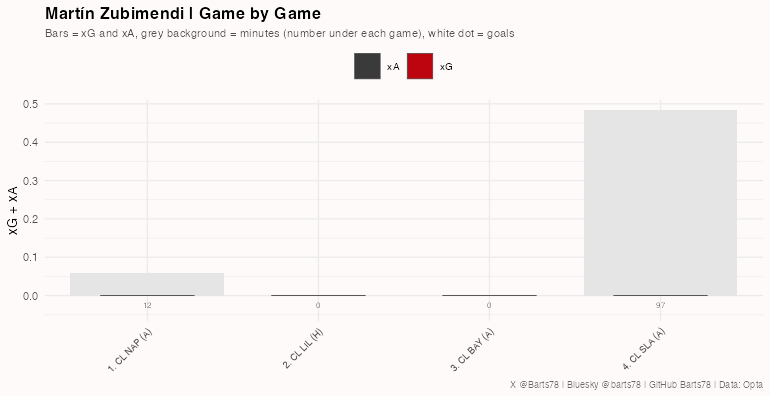 Martín Zubimendi | Game by Game
Bars = xG and xA, grey background = minutes (number under each game), white dot = goals
xA xG
xG + xA
0.5
0.4
0.3
0.2
0.1
0.0
12 0 0 97
1. CL NAP (A) 2. CL LIL (H) 3. CL BAY (A) 4. CL SLA (A)
X @Barts78 | Bluesky @barts78 | GitHub Barts78 | Data: Opta